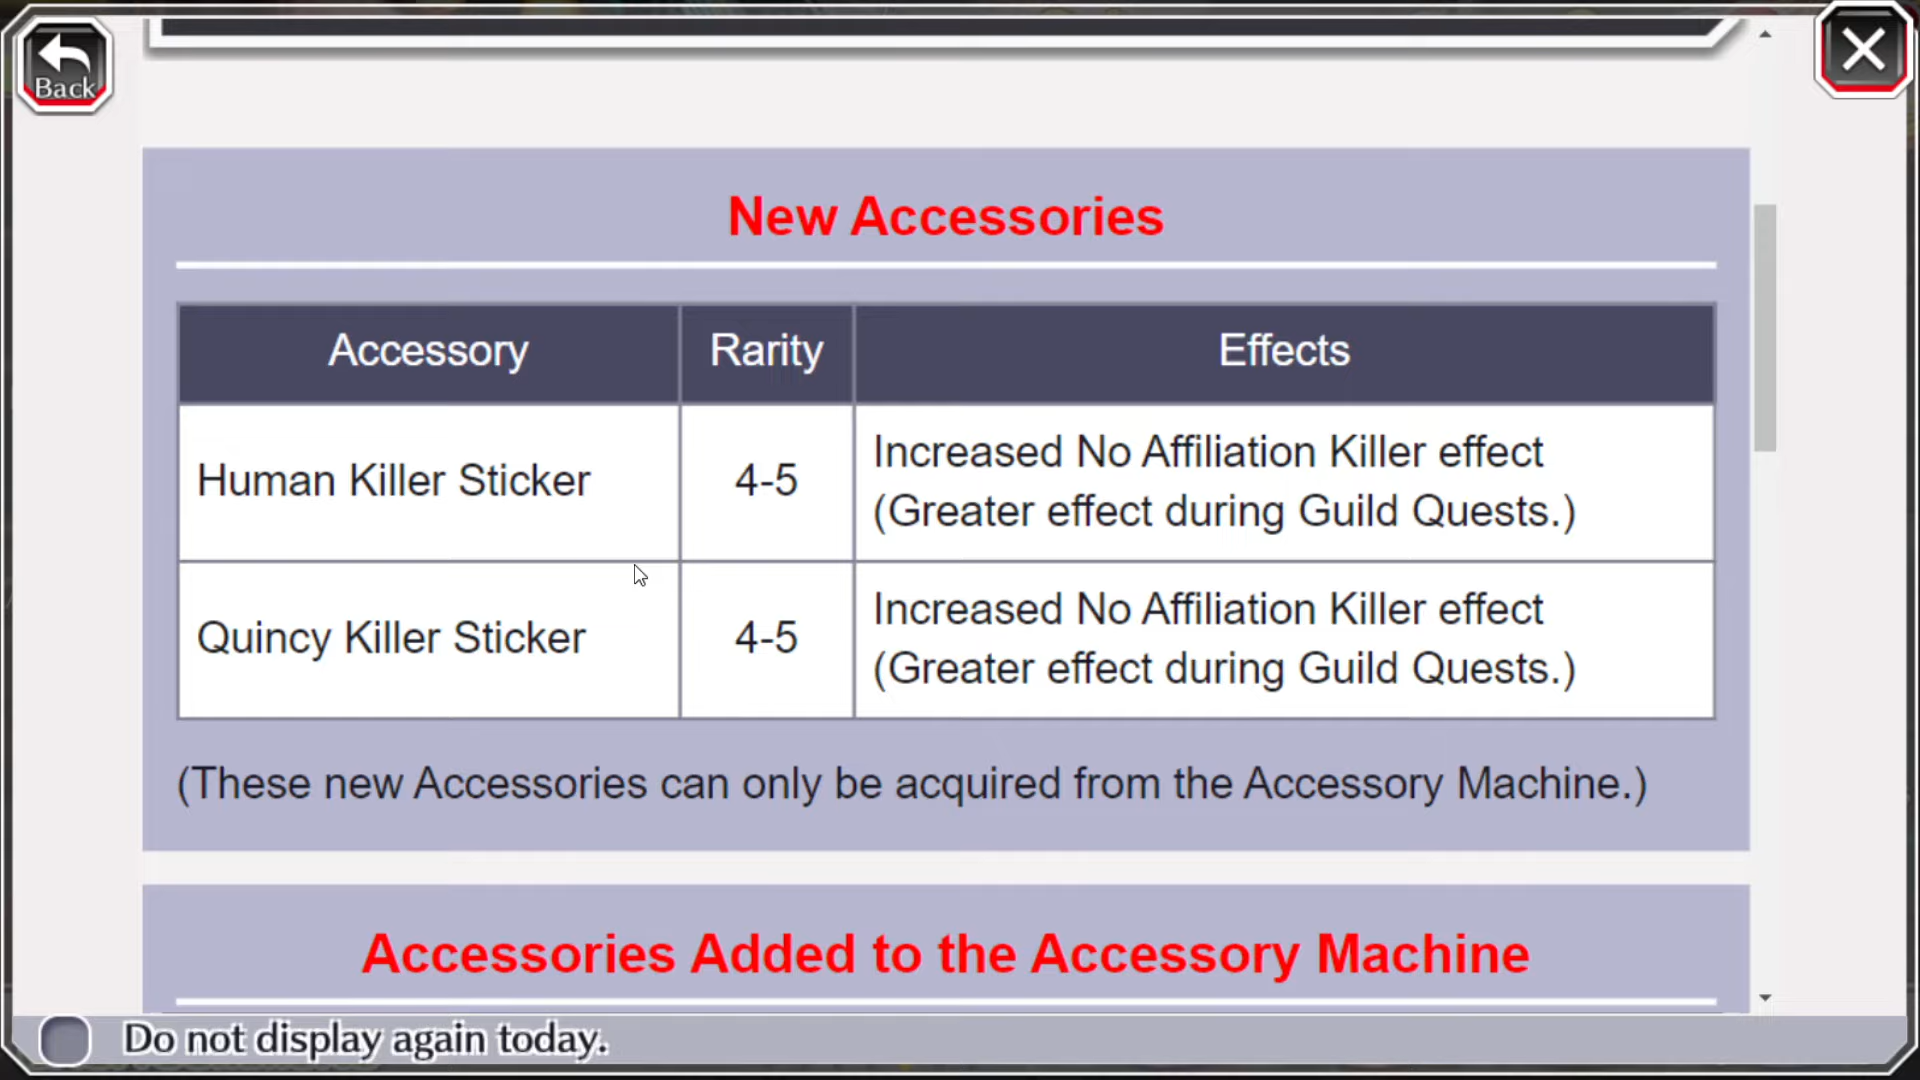 Back
New Accessories
Accessory Rarity Effects
Human Killer Sticker 4-5 Increased No Affiliation Killer effect
(Greater effect during Guild Quests.)
Quincy Killer Sticker 4-5 Increased No Affiliation Killer effect
(Greater effect during Guild Quests.)
(These new Accessories can only be acquired from the Accessory Machine.)
Accessories Added to the Accessory Machine
Do not display again today.